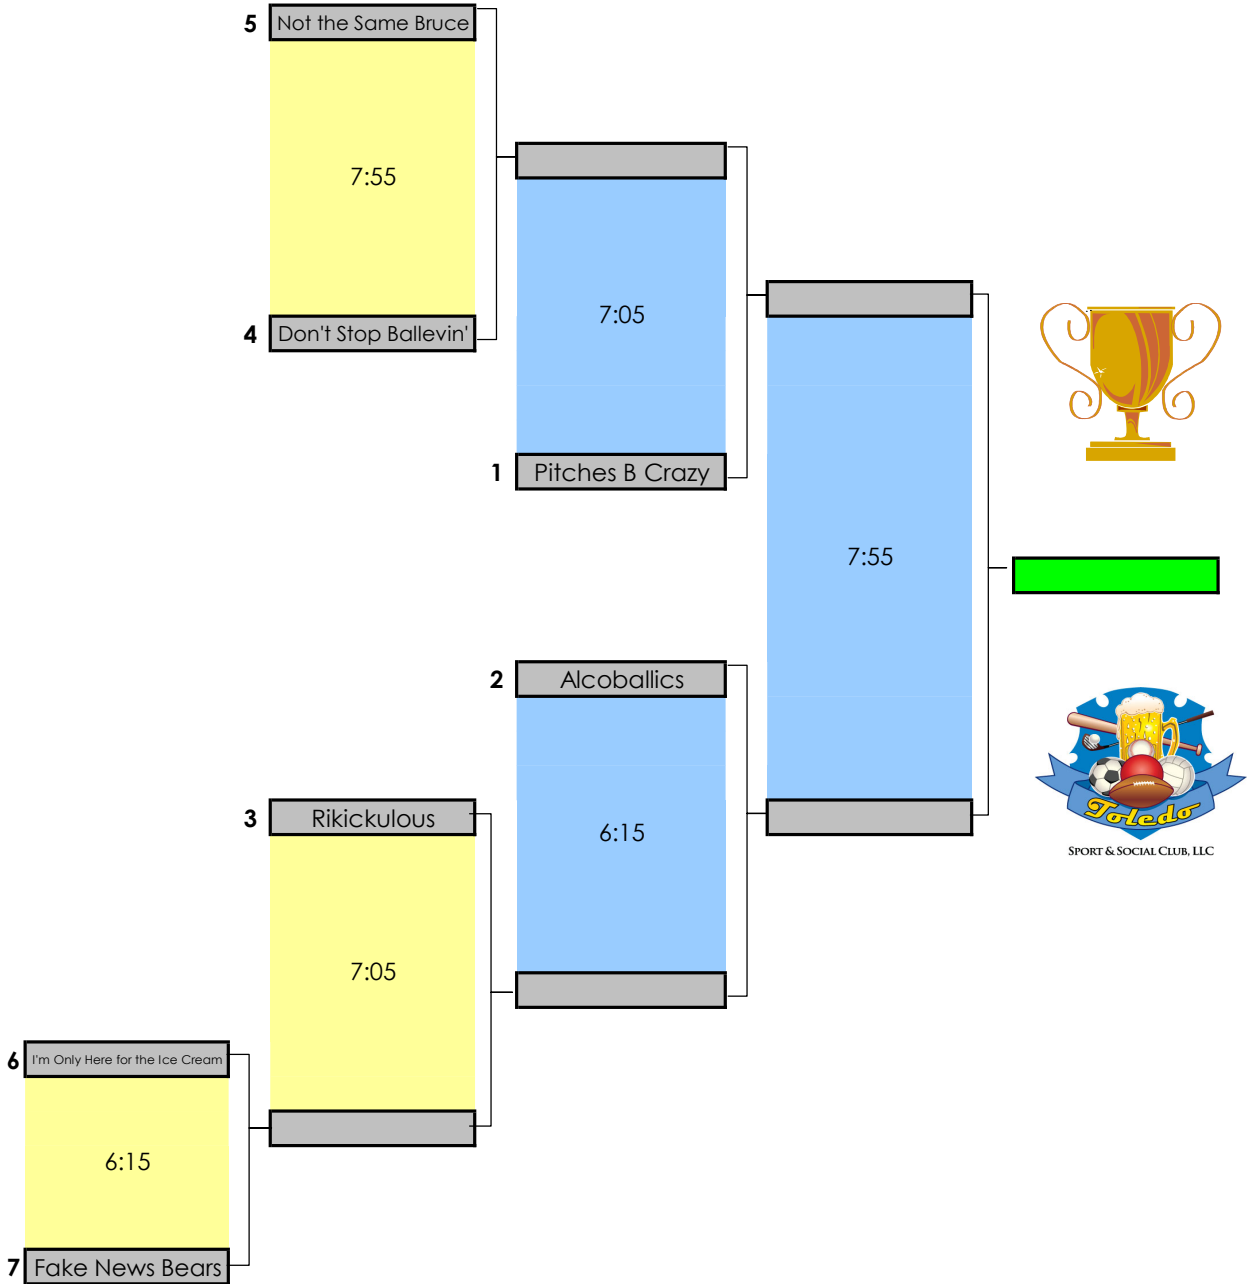 5 Not the Same Bruce
7:55
4 Don't Stop Ballevin'
7:05
1 Pitches B Crazy
7:55
2 Alcoballics
6:15
3 Rikickulous
7:05
6 I'm Only Here for the Ice Cream
6:15
7 Fake News Bears
Toledo
SPORT & SOCIAL CLUB, LLC